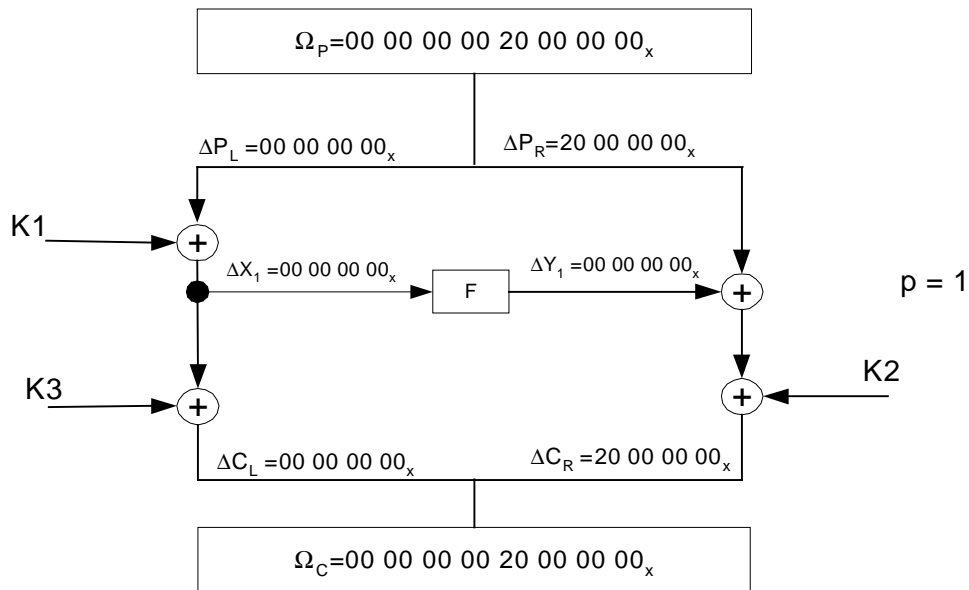 Ω_P=00 00 00 00 20 00 00 00_x
ΔP_L =00 00 00 00_x
ΔP_R=20 00 00 00_x
K1
+
ΔX_1 =00 00 00 00_x
F
ΔY_1 =00 00 00 00_x
+
p = 1
K3
+
+
K2
ΔC_L =00 00 00 00_x
ΔC_R=20 00 00 00_x
Ω_C=00 00 00 00 20 00 00 00_x